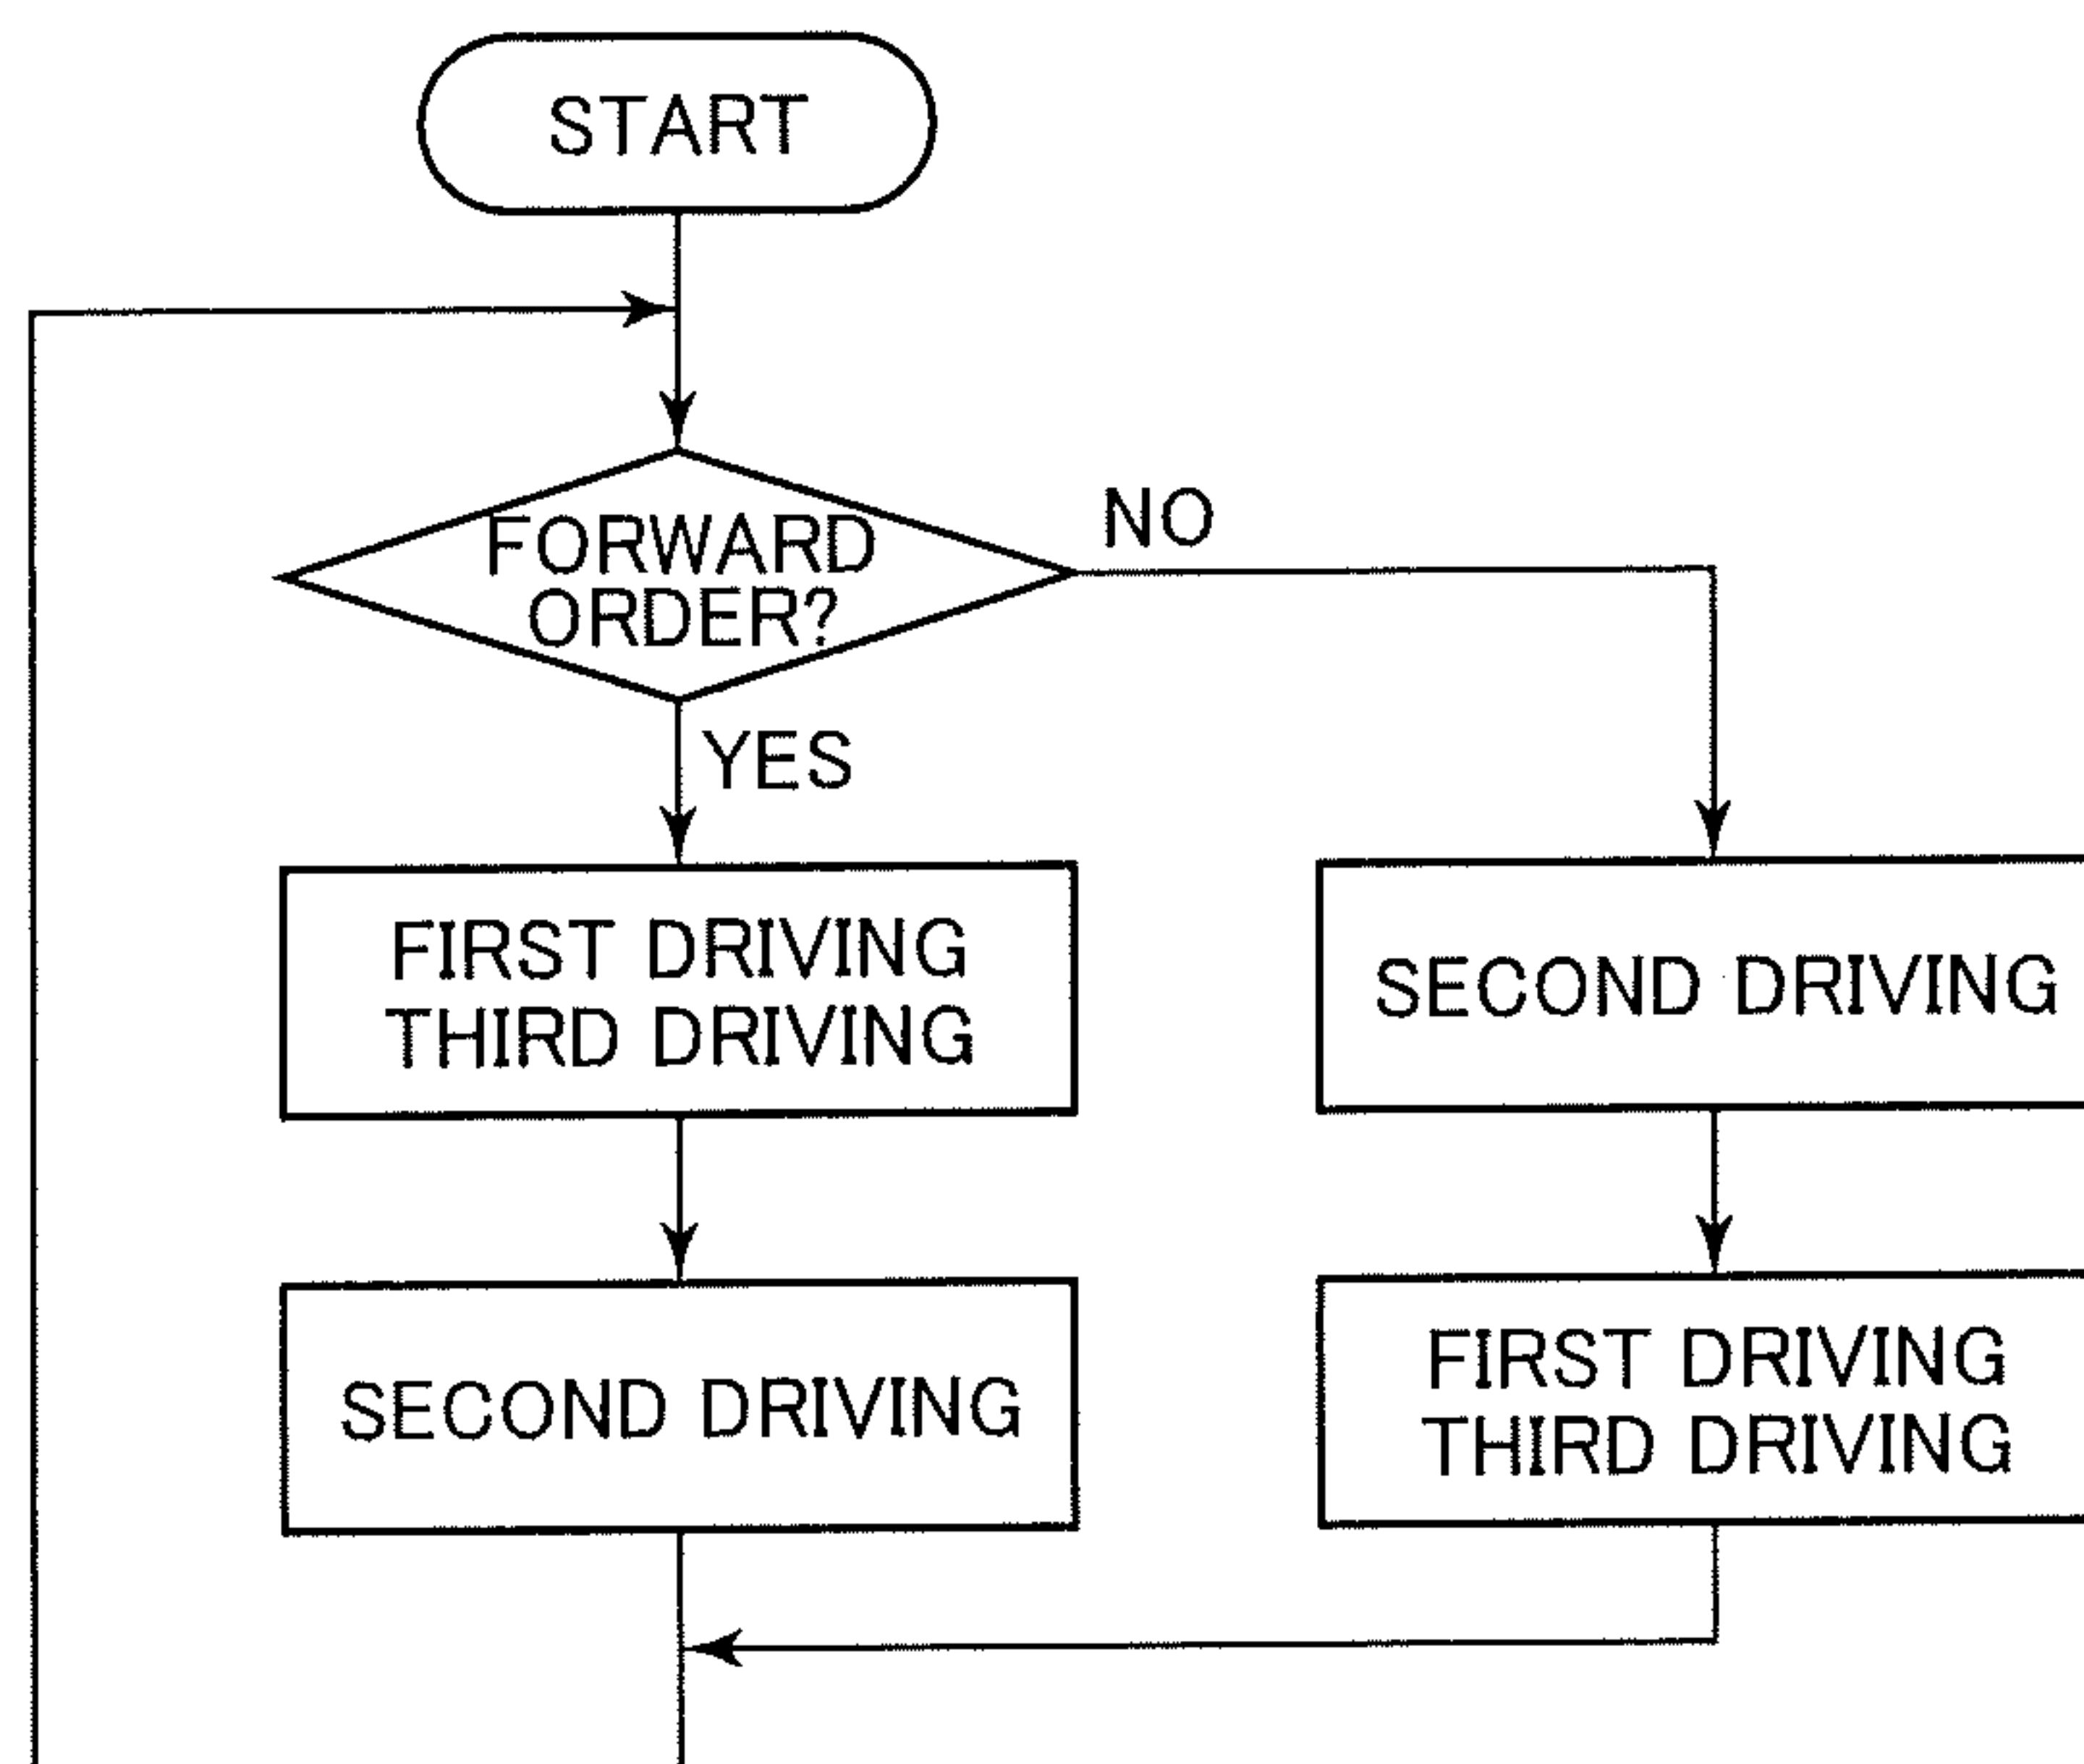 START
FORWARD
ORDER?
NO
YES
FIRST DRIVING
THIRD DRIVING
SECOND DRIVING
SECOND DRIVING
FIRST DRIVING
THIRD DRIVING